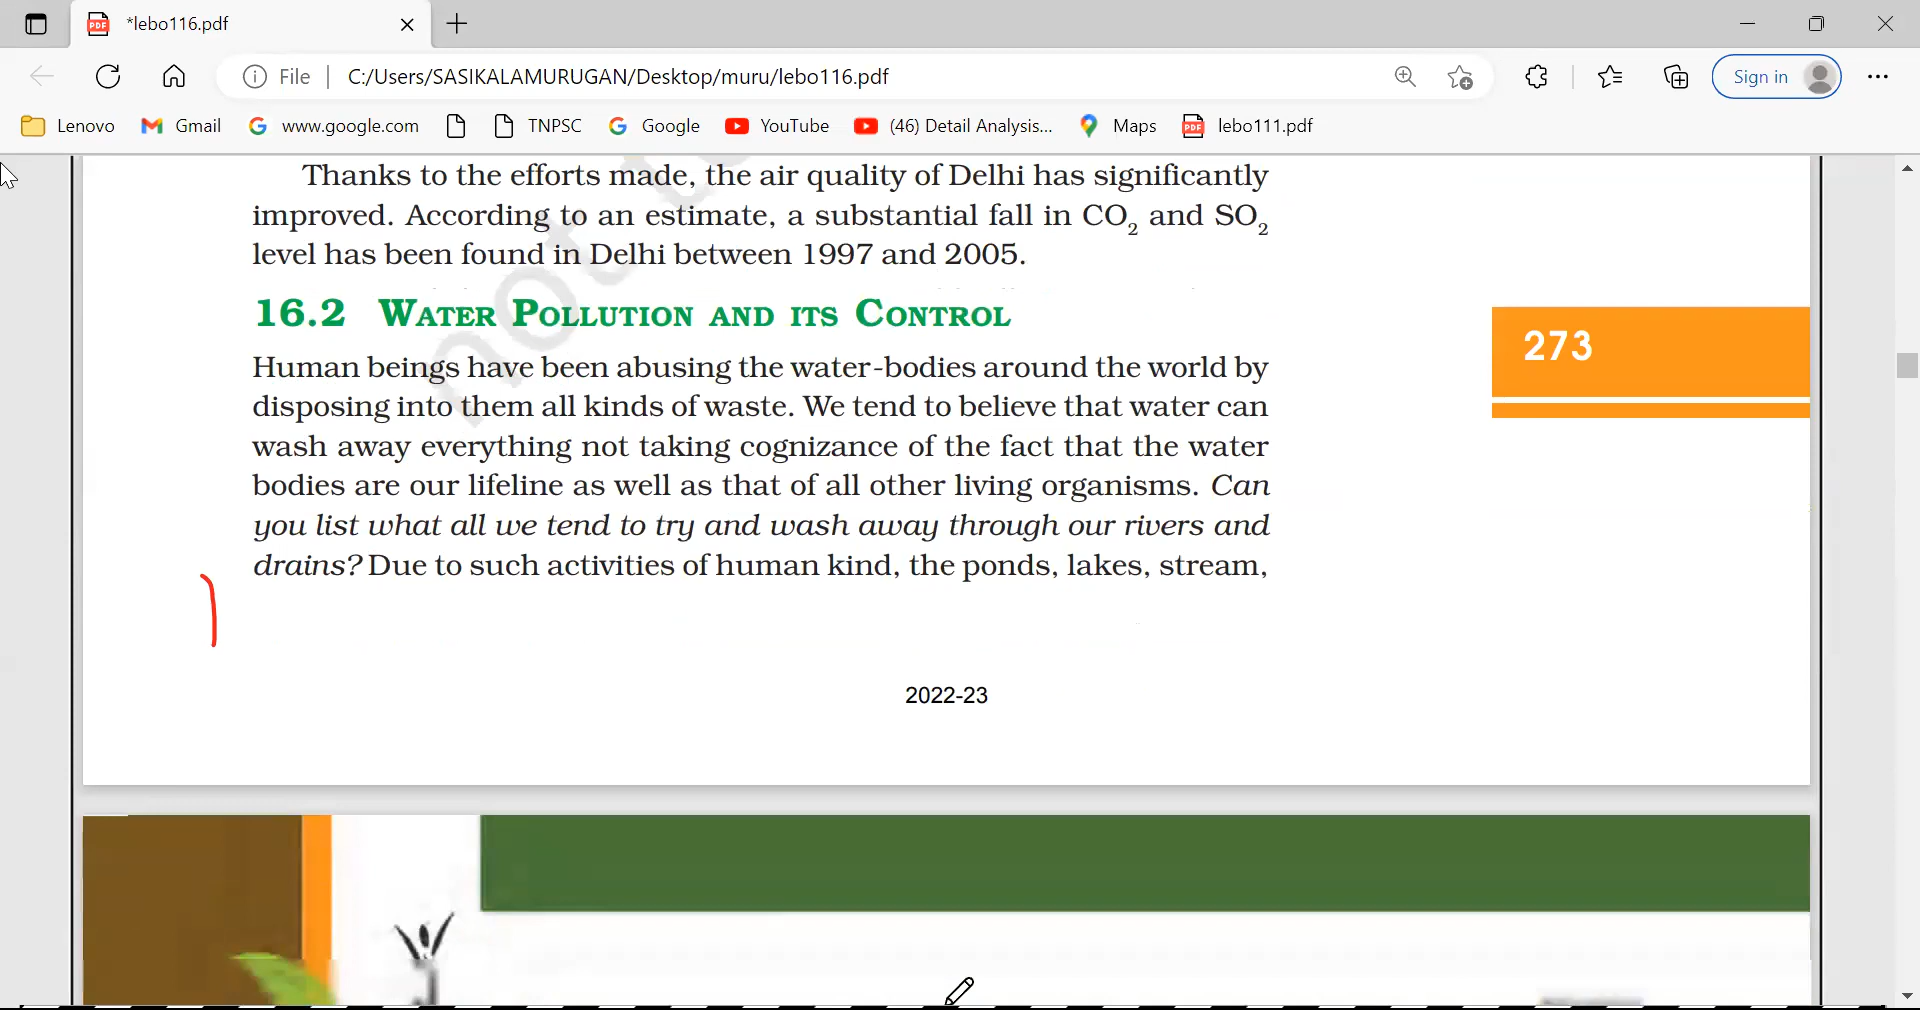 *lebo116.pdf
File C:/Users/SASIKALAMURUGAN/Desktop/muru/lebo116.pdf Sign in
Lenovo Gmail www.google.com TNPSC Google YouTube (46) Detail Analysis... Maps lebo111.pdf
Thanks to the efforts made, the air quality of Delhi has significantly
improved. According to an estimate, a substantial fall in CO₂ and SO₂
level has been found in Delhi between 1997 and 2005.
16.2 WATER POLLUTION AND ITS CONTROL
273
Human beings have been abusing the water-bodies around the world by
disposing into them all kinds of waste. We tend to believe that water can
wash away everything not taking cognizance of the fact that the water
bodies are our lifeline as well as that of all other living organisms. Can
you list what all we tend to try and wash away through our rivers and
drains? Due to such activities of human kind, the ponds, lakes, stream,
2022-23